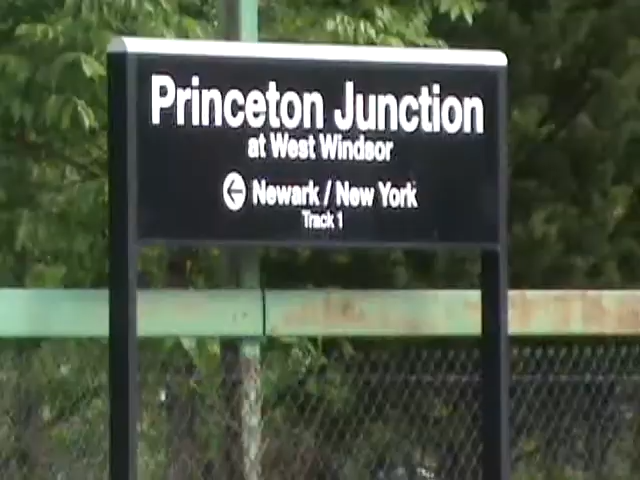 Princeton Junction
at West Windsor
Newark / New York
Track 1